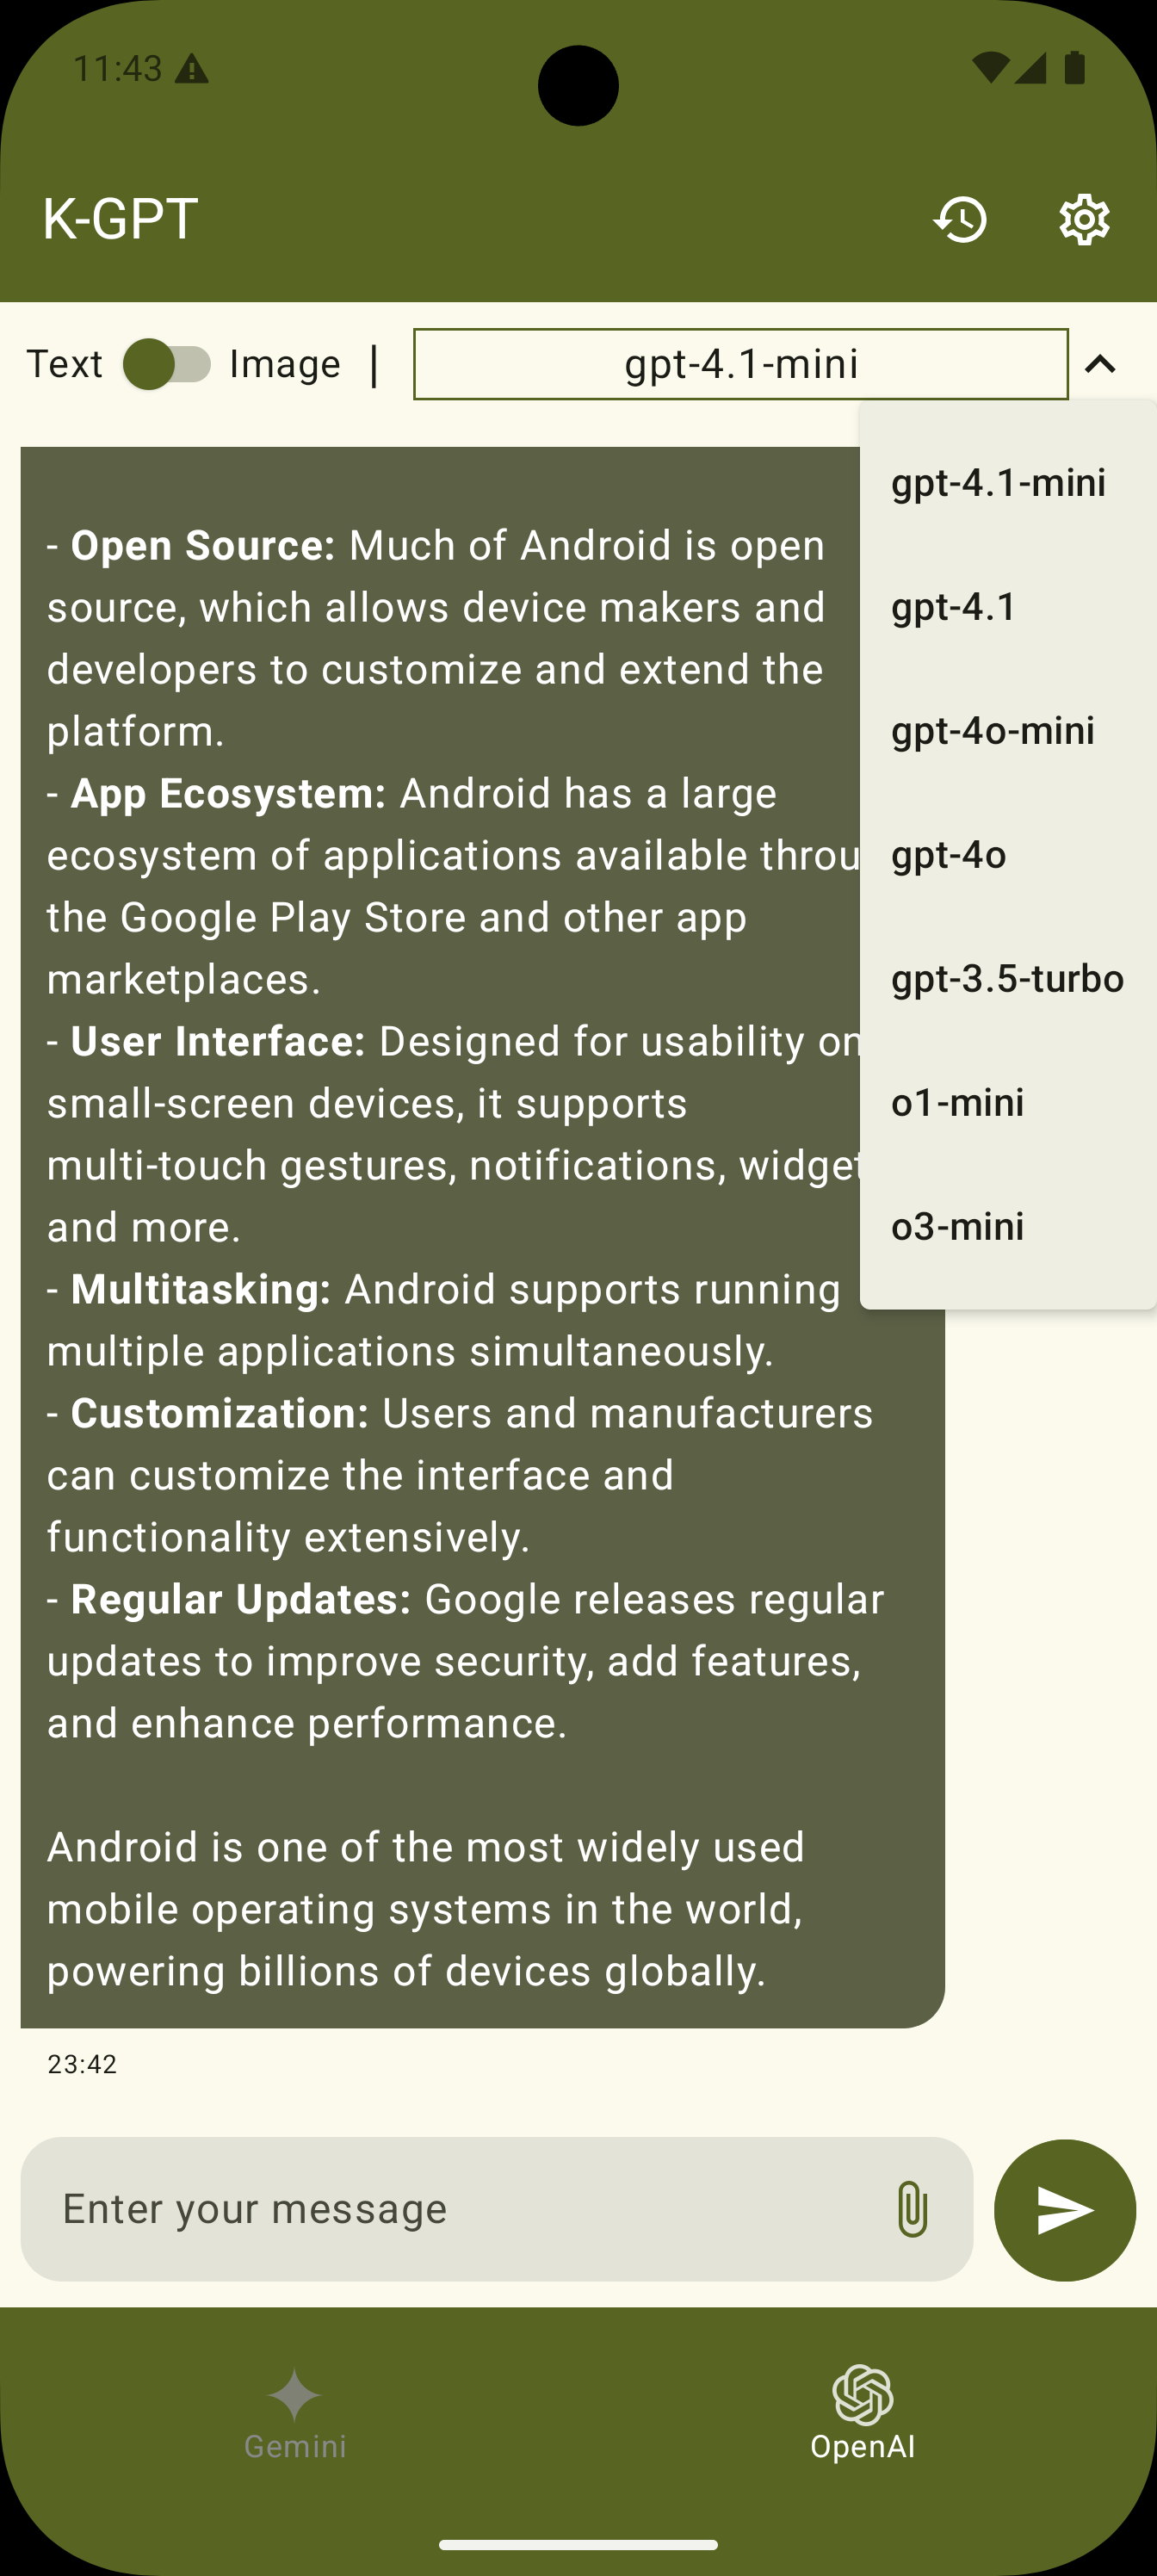 11:43
K-GPT
Text Image | gpt-4.1-mini
gpt-4.1-mini
gpt-4.1
gpt-4o-mini
gpt-4o
gpt-3.5-turbo
o1-mini
o3-mini
- Open Source: Much of Android is open
source, which allows device makers and
developers to customize and extend the
platform.
- App Ecosystem: Android has a large
ecosystem of applications available throu
the Google Play Store and other app
marketplaces.
- User Interface: Designed for usability on
small-screen devices, it supports
multi-touch gestures, notifications, widget
and more.
- Multitasking: Android supports running
multiple applications simultaneously.
- Customization: Users and manufacturers
can customize the interface and
functionality extensively.
- Regular Updates: Google releases regular
updates to improve security, add features,
and enhance performance.
Android is one of the most widely used
mobile operating systems in the world,
powering billions of devices globally.
23:42
Enter your message
Gemini
OpenAI